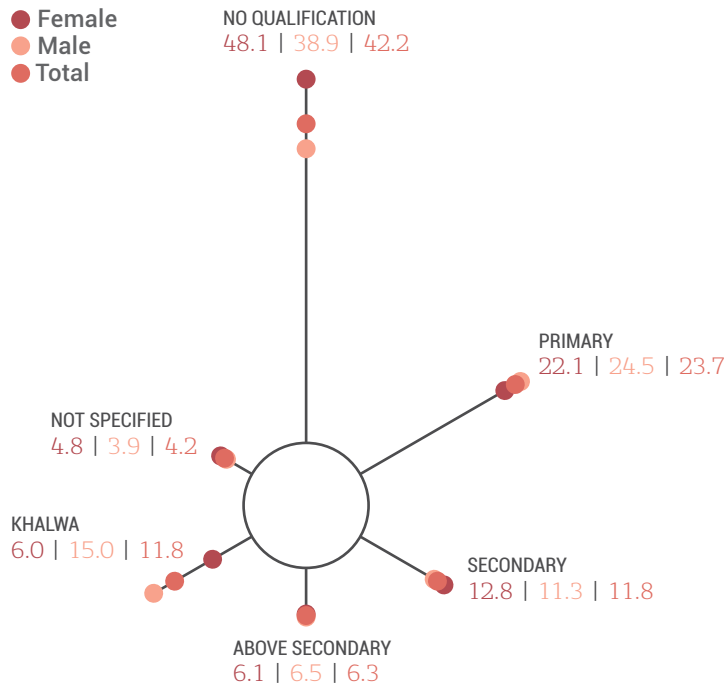 Female
Male
Total
NO QUALIFICATION
48.1 | 38.9 | 42.2
PRIMARY
22.1 | 24.5 | 23.7
NOT SPECIFIED
4.8 | 3.9 | 4.2
KHALWA
6.0 | 15.0 | 11.8
SECONDARY
12.8 | 11.3 | 11.8
ABOVE SECONDARY
6.1 | 6.5 | 6.3